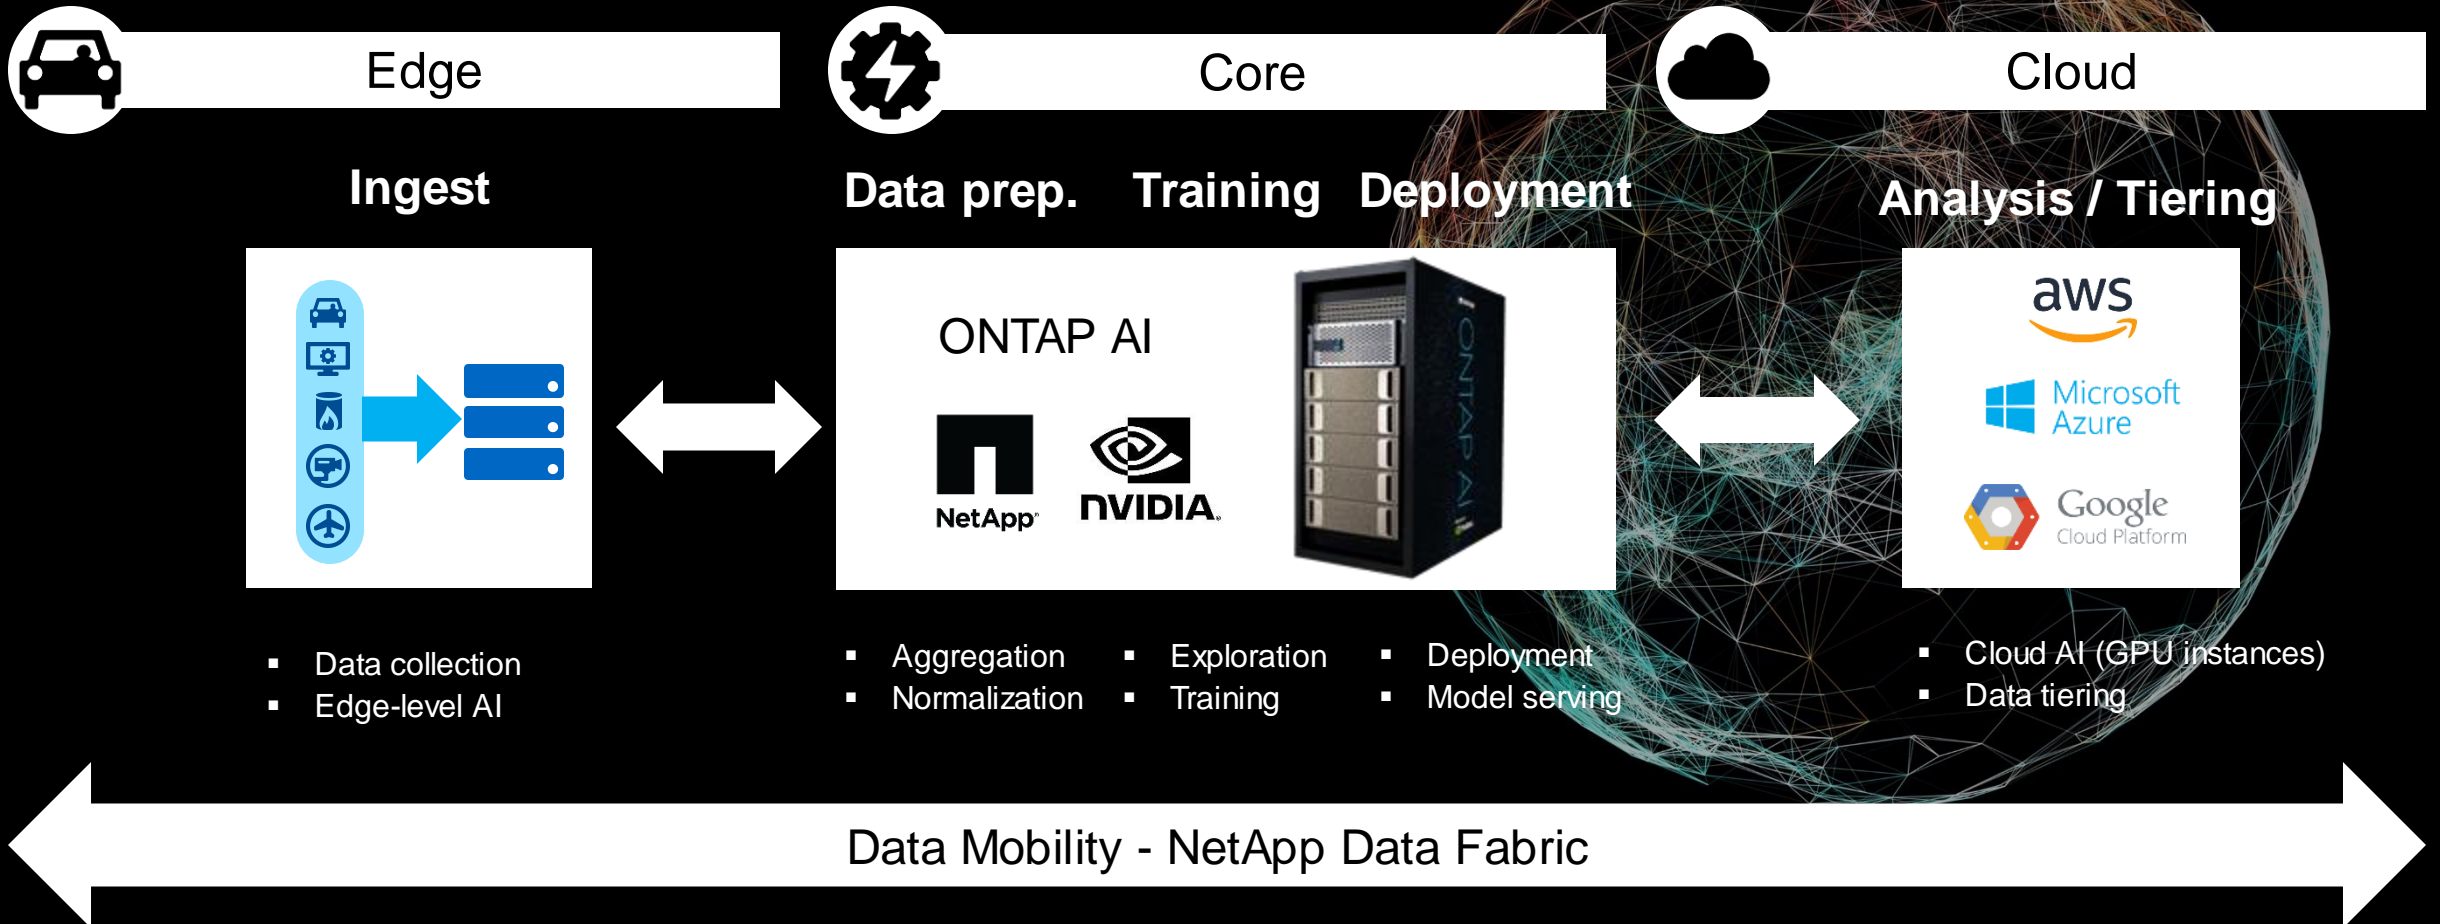 Edge
Core
Cloud
Ingest
Data prep.
Training
Deployment
Analysis / Tiering
ONTAP AI
NetApp
NVIDIA.
ONTAP AI
aws
Microsoft
Azure
Google
Cloud Platform
▪ Data collection
▪ Edge-level AI
▪ Aggregation
▪ Normalization
▪ Exploration
▪ Training
▪ Deployment
▪ Model serving
▪ Cloud AI (GPU instances)
▪ Data tiering
Data Mobility - NetApp Data Fabric